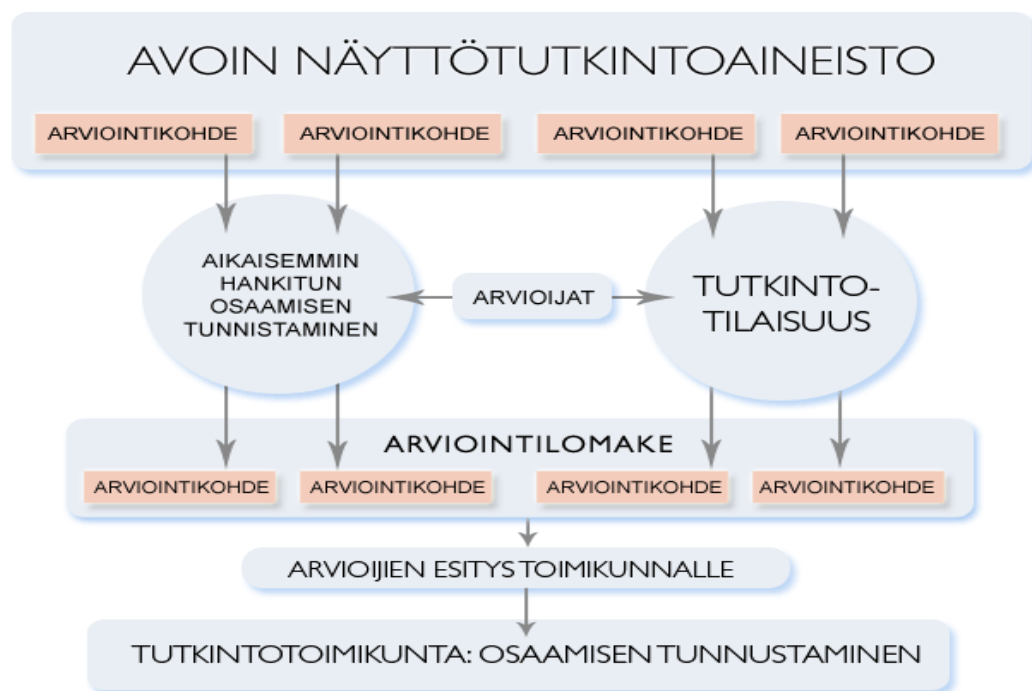 AVOIN NÄYTTÖTUTKINTOAINEISTO
ARVIOINTIKOHDE
ARVIOINTIKOHDE
ARVIOINTIKOHDE
ARVIOINTIKOHDE
AIKAISEMMIN
HANKITUN
OSAAMISEN
TUNNISTAMINEN
ARVIOIJAT
TUTKINTO-
TILAISUUS
ARVIOINTILOMAKE
ARVIOINTIKOHDE
ARVIOINTIKOHDE
ARVIOINTIKOHDE
ARVIOINTIKOHDE
ARVIOIJIEN ESITYS TOIMIKUNNALLE
TUTKINTOTOIMIKUNTA: OSAAMISEN TUNNUSTAMINEN